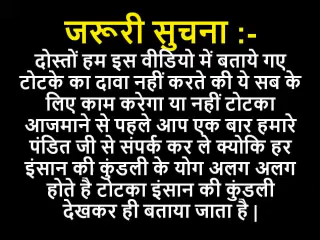 जरूरी सुचना :-
दोस्तों हम इस वीडियो में बताये गए
टोटके का दावा नहीं करते की ये सब के
लिए काम करेगा या नहीं टोटका
आजमाने से पहले आप एक बार हमारे
पंडित जी से संपर्क कर ले क्योकि हर
इंसान की कुंडली के योग अलग अलग
होते है टोटका इंसान की कुंडली
देखकर ही बताया जाता है |